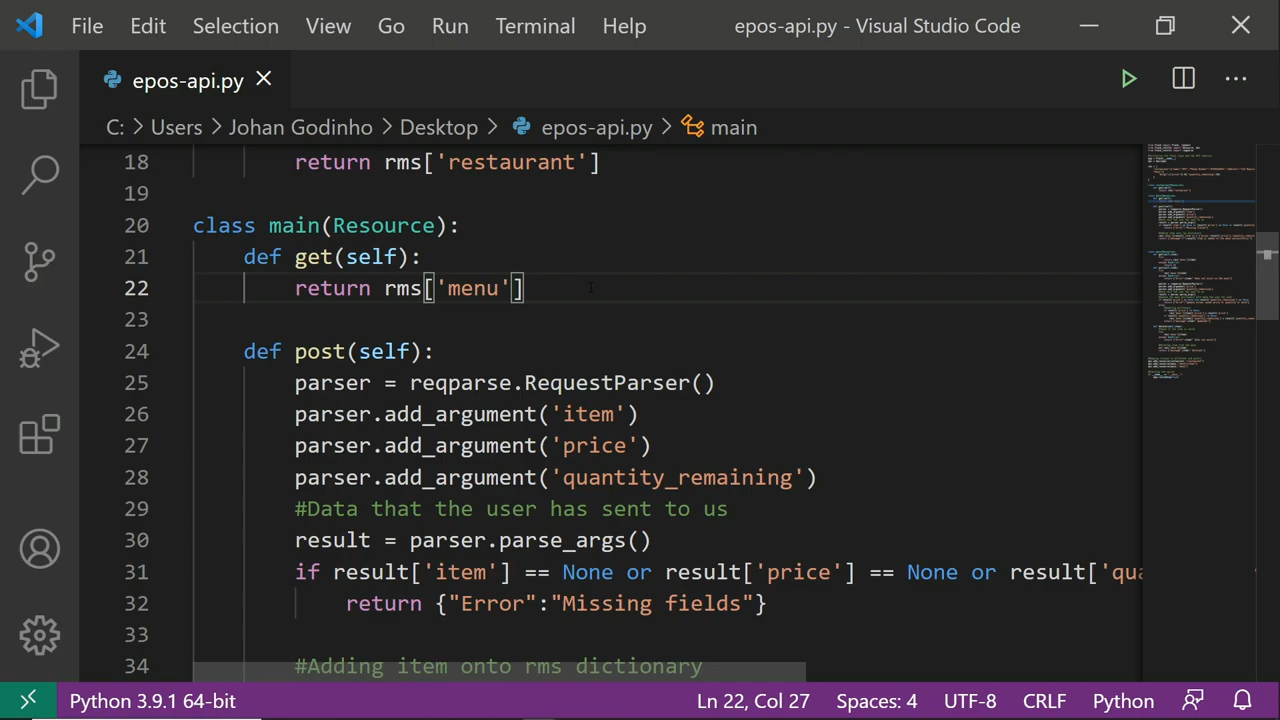 File Edit Selection View Go Run Terminal Help epos-api.py - Visual Studio Code
epos-api.py
C: > Users > Johan Godinho > Desktop > epos-api.py > main
18 return rms['restaurant']
19
20 class main(Resource):
21 def get(self):
22 return rms['menu']
23
24 def post(self):
25 parser = reqparse.RequestParser()
26 parser.add_argument('item')
27 parser.add_argument('price')
28 parser.add_argument('quantity_remaining')
29 #Data that the user has sent to us
30 result = parser.parse_args()
31 if result['item'] == None or result['price'] == None or result['qua
32 return {"Error":"Missing fields"}
33
34 #Adding item onto rms dictionary
Python 3.9.1 64-bit Ln 22, Col 27 Spaces: 4 UTF-8 CRLF Python